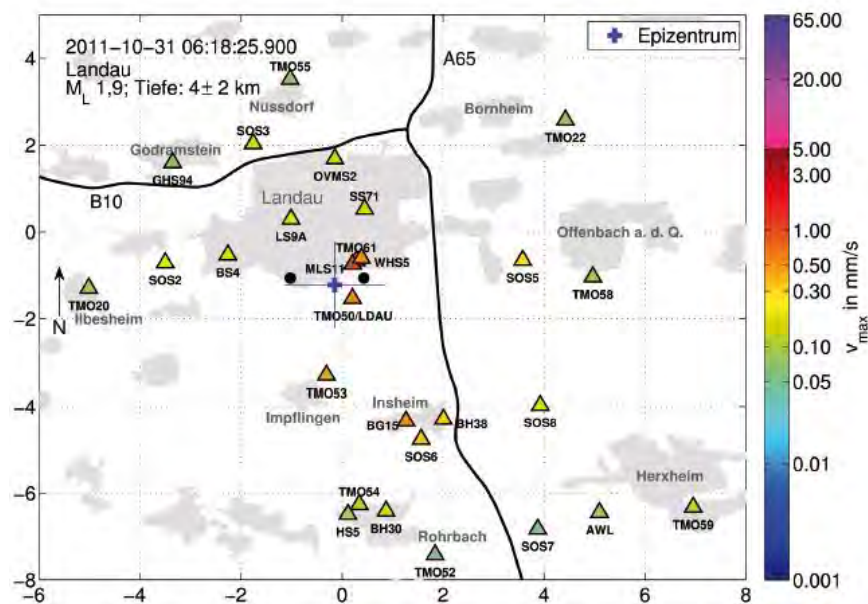 2011-10-31 06:18:25.900
Landau
M_L 1,9; Tiefe: 4± 2 km
Epizentrum
A65
TMO55
Nussdorf
Bornheim
TMO22
SOS3
Godramstein
GHS94
OVMS2
B10
Landau
SS71
LS9A
Offenbach a. d. Q.
TMO61
MLS11
WHS5
SOS2
BS4
SOS5
TMO58
TMO20
Ilbesheim
N
TMO50/LDAU
TMO53
Impflingen
Insheim
BG15
BH38
SOS6
SOS8
Herxheim
TMO54
HS5
BH30
Rohrbach
TMO52
SOS7
AWL
TMO59
4
2
0
−2
−4
−6
−8
−6
−4
−2
0
2
4
6
8
65.00
20.00
5.00
3.00
1.00
0.50
0.30
0.10
0.05
0.01
0.001
v_max in mm/s